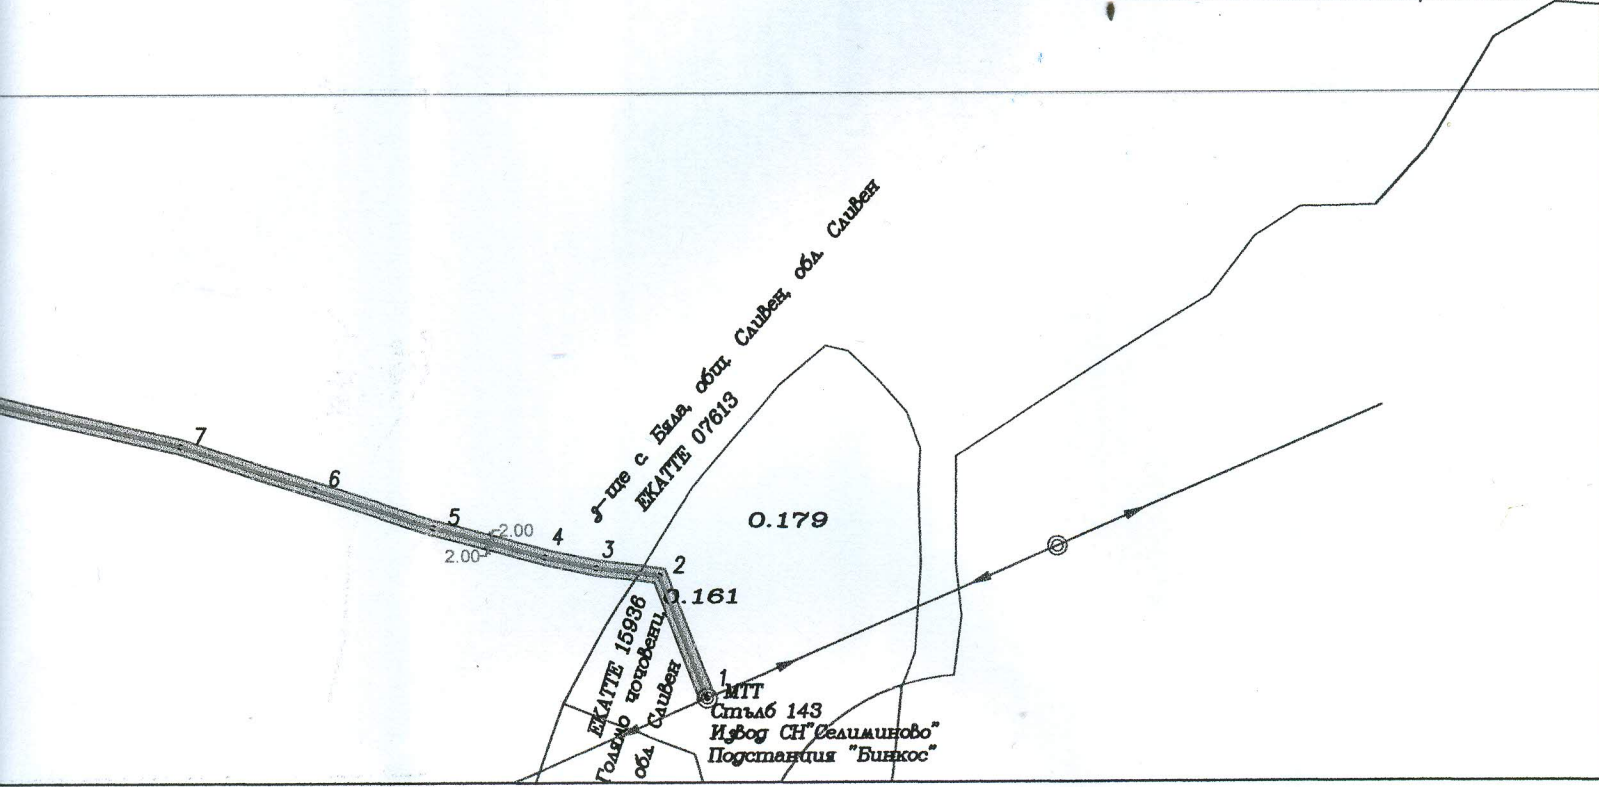 з-ще с. Бяла, общ. Сливен, обл. Сливен
ЕКАТТЕ 07613
7
6
5
2.00
2.00
4
3
2
0.179
0.161
ЕКАТТЕ 15936
Голямо чочовени,
обл. Сливен
1
МТТ
Стълб 143
Извод СН"Селиминово"
Подстанция "Бинкос"